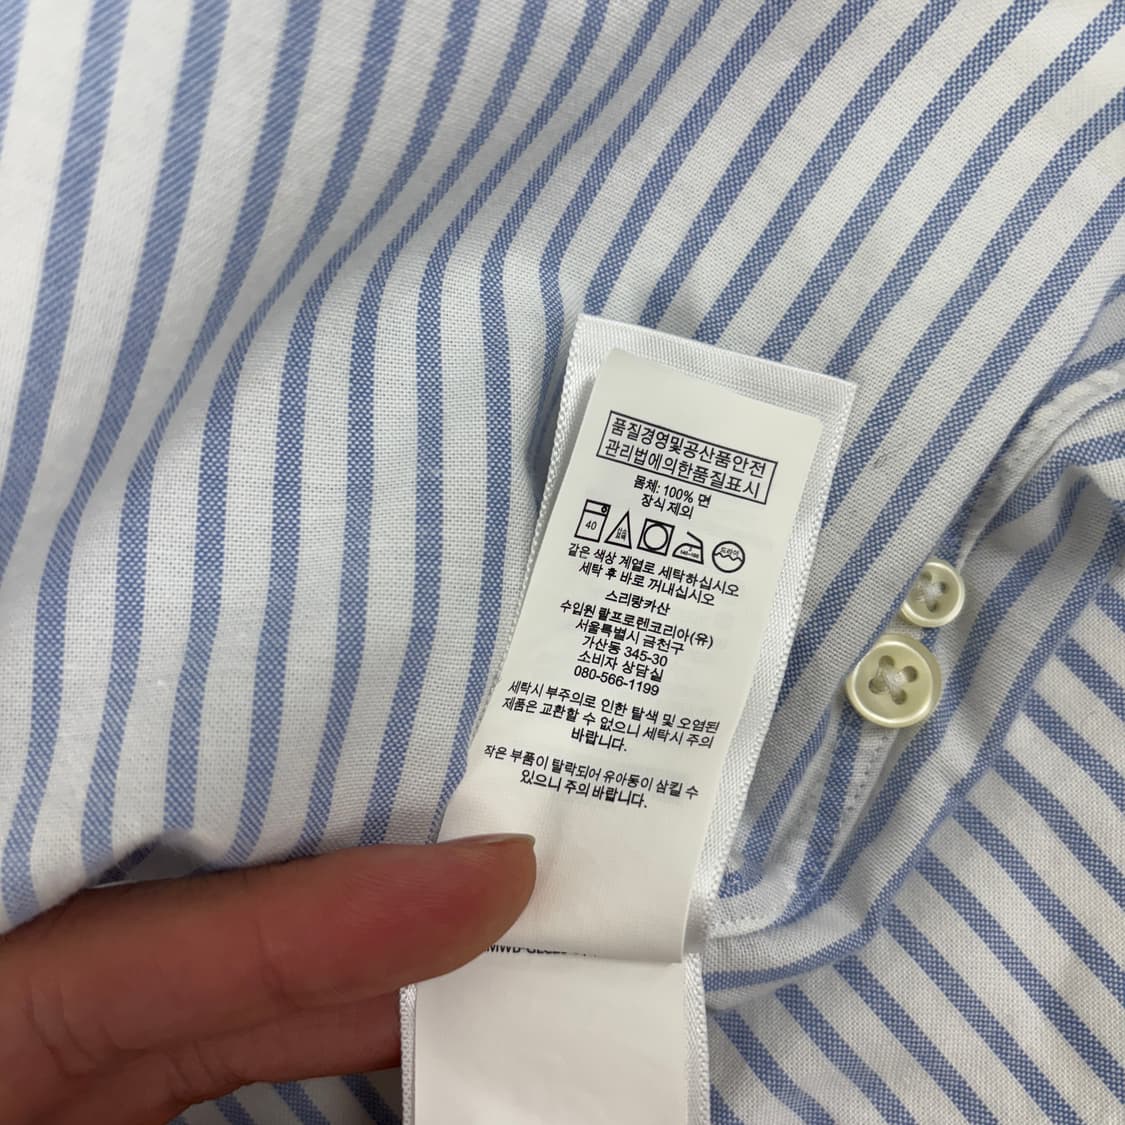 품질경영및공산품안전
관리법에의한품질표시
몸체: 100% 면
장식 제외
40
드라이
같은 색상 계열로 세탁하십시오
세탁 후 바로 꺼내십시오
스리랑카산
수입원 랄프로렌코리아(유)
서울특별시 금천구
가산동 345-30
소비자 상담실
080-566-1199
세탁시 부주의로 인한 탈색 및 오염된
제품은 교환할 수 없으니 세탁시 주의
바랍니다.
작은 부품이 탈락되어 유아동이 삼킬 수
있으니 주의 바랍니다.